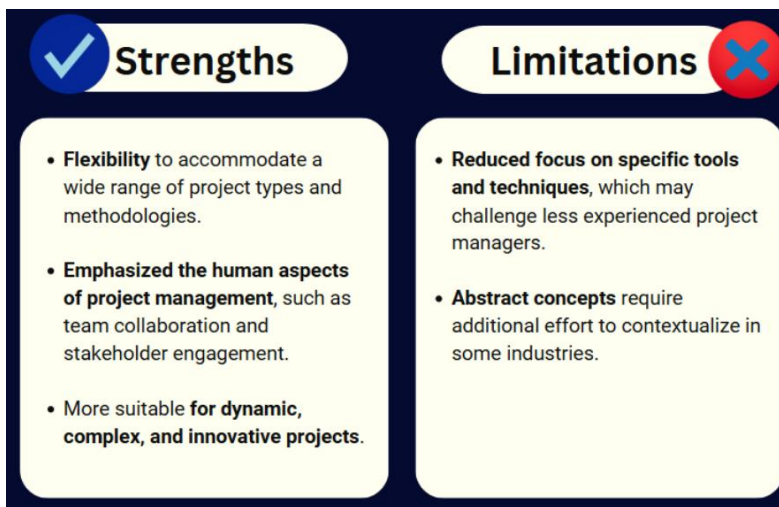 Strengths
• Flexibility to accommodate a
wide range of project types and
methodologies.
• Emphasized the human aspects
of project management, such as
team collaboration and
stakeholder engagement.
• More suitable for dynamic,
complex, and innovative projects.
Limitations
• Reduced focus on specific tools
and techniques, which may
challenge less experienced project
managers.
• Abstract concepts require
additional effort to contextualize in
some industries.